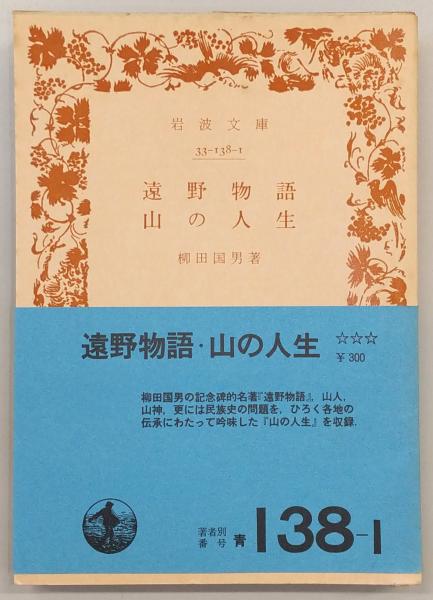 岩波文庫
33-138-1
遠野物語
山の人生
柳田国男著
遠野物語・山の人生 ☆☆☆
¥300
柳田国男の記念碑的名著『遠野物語』,山人,
山神,更には民族史の問題を,ひろく各地の
伝承にわたって吟味した『山の人生』を収録.
著者別
番号 青 138-1